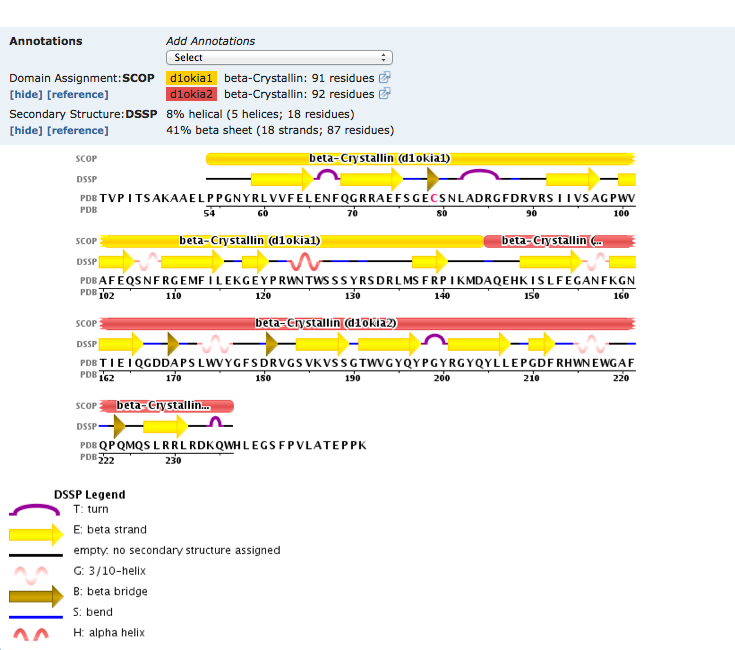 Annotations Add Annotations
Select
Domain Assignment:SCOP d1okia1 beta-Crystallin: 91 residues
[hide] [reference] d1okia2 beta-Crystallin: 92 residues
Secondary Structure:DSSP 8% helical (5 helices; 18 residues)
[hide] [reference] 41% beta sheet (18 strands; 87 residues)
SCOP beta-Crystallin (d1okia1)
DSSP
PDB TVPITSAKAAELPPGNYRLVVFELENFQGRRAEFSGECSNLADRGFDRVRSIIVSAGPWV
PDB 54 60 70 80 91 100
SCOP beta-Crystallin (d1okia1) beta-Crystallin (...
DSSP
PDB AFEQSNFRGEMFILEKGEYPRWNTWSSSYRSDRLMSFRPIKMDAQEHKISLFEGANFKGN
PDB 102 110 120 130 140 150 160
SCOP beta-Crystallin (d1okia2)
DSSP
PDB TIEIQGDDAPSLWVYGFSDRVGSVKVSSGTWVGYQYPGYRGYQYLLEPGDFRHWNEWGAF
PDB 162 170 180 190 200 210 220
SCOP beta-Crystallin...
DSSP
PDB QPQMQSLRRLRDKQWHLEGSFPVLATEPPK
PDB 222 230
DSSP Legend
T: turn
E: beta strand
empty: no secondary structure assigned
G: 3/10-helix
B: beta bridge
S: bend
H: alpha helix